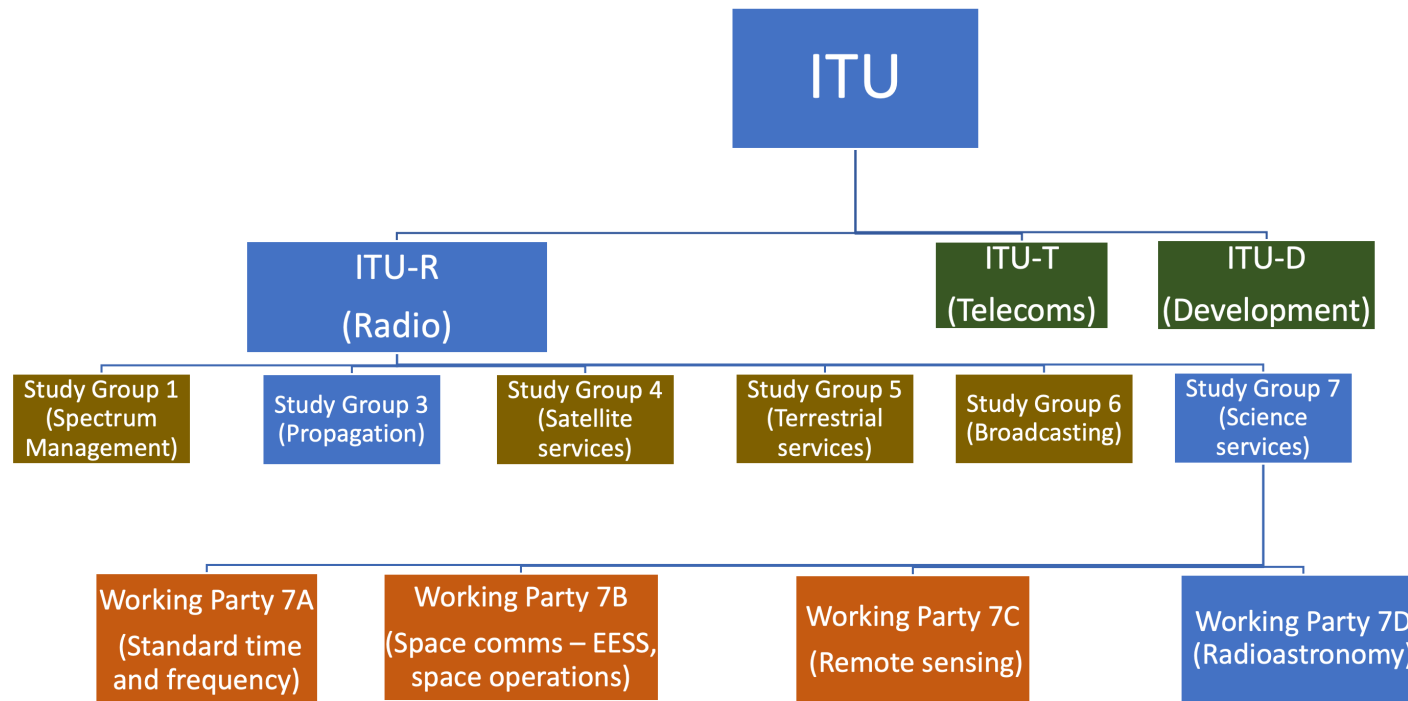 ITU
ITU-R
(Radio)
ITU-T
(Telecoms)
ITU-D
(Development)
Study Group 1
(Spectrum
Management)
Study Group 3
(Propagation)
Study Group 4
(Satellite
services)
Study Group 5
(Terrestrial
services)
Study Group 6
(Broadcasting)
Study Group 7
(Science
services)
Working Party 7A
(Standard time
and frequency)
Working Party 7B
(Space comms – EESS,
space operations)
Working Party 7C
(Remote sensing)
Working Party 7D
(Radioastronomy)